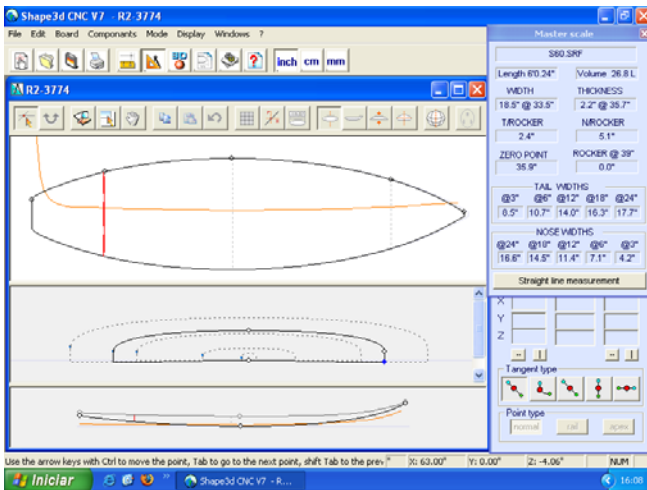 Shape3d CNC V7 - R2-3774
File Edit Board Componants Mode Display Windows ?
inch cm mm
Master scale
S60.SRF
Length 6'0.24" Volume 26.8 L
WIDTH THICKNESS
18.5" @ 33.5" 2.2" @ 35.7"
T/ROCKER N/ROCKER
2.4" 5.1"
ZERO POINT ROCKER @ 39"
35.9" 0.0"
TAIL WIDTHS
@3" @6" @12" @18" @24"
8.5" 10.7" 14.0" 16.3" 17.7"
NOSE WIDTHS
@24" @18" @12" @6" @3"
16.6" 14.5" 11.4" 7.1" 4.2"
Straight line measurement
R2-3774
X
Y
Z
Tangent type
Point type
normal rail apex
Use the arrow keys with Ctrl to move the point, Tab to go to the next point, shift Tab to the prev " X: 63.00" Y: 0.00" Z: -4.06" NUM
Iniciar Shape3d CNC V7 - R... 16:08